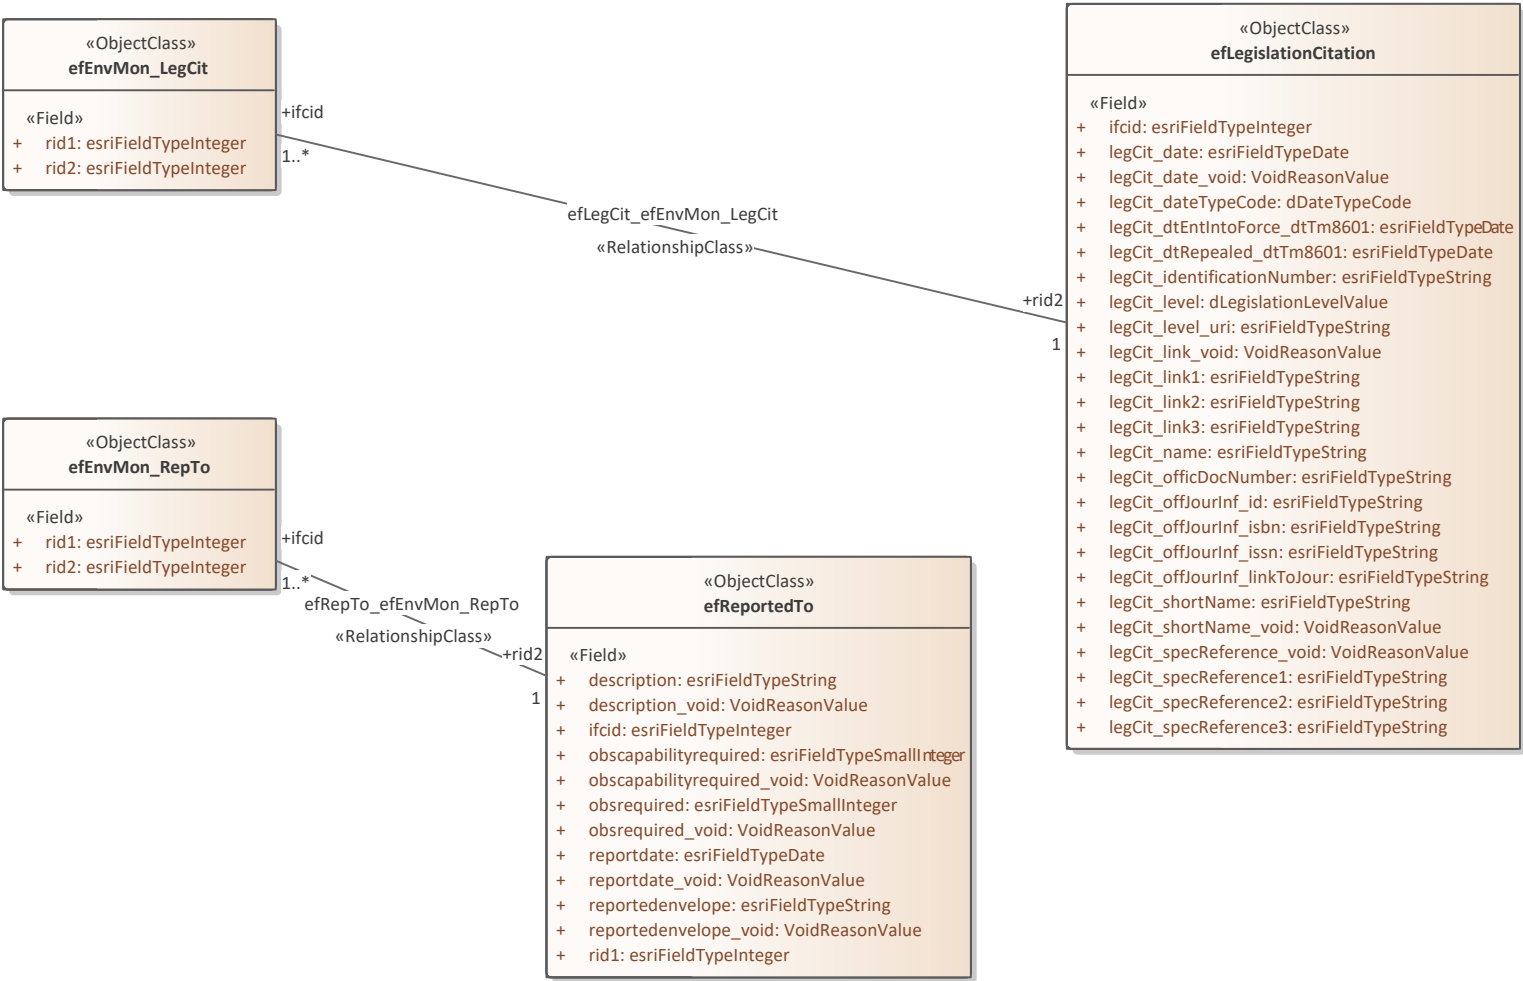 «ObjectClass»
efEnvMon_LegCit
«Field»
+ rid1: esriFieldTypeInteger
+ rid2: esriFieldTypeInteger
+ifcid
1..*
efLegCit_efEnvMon_LegCit
«RelationshipClass»
+rid2
1
«ObjectClass»
efLegislationCitation
«Field»
+ ifcid: esriFieldTypeInteger
+ legCit_date: esriFieldTypeDate
+ legCit_date_void: VoidReasonValue
+ legCit_dateTypeCode: dDateTypeCode
+ legCit_dtEntIntoForce_dtTm8601: esriFieldTypeDate
+ legCit_dtRepealed_dtTm8601: esriFieldTypeDate
+ legCit_identificationNumber: esriFieldTypeString
+ legCit_level: dLegislationLevelValue
+ legCit_level_uri: esriFieldTypeString
+ legCit_link_void: VoidReasonValue
+ legCit_link1: esriFieldTypeString
+ legCit_link2: esriFieldTypeString
+ legCit_link3: esriFieldTypeString
+ legCit_name: esriFieldTypeString
+ legCit_officDocNumber: esriFieldTypeString
+ legCit_offJourInf_id: esriFieldTypeString
+ legCit_offJourInf_isbn: esriFieldTypeString
+ legCit_offJourInf_issn: esriFieldTypeString
+ legCit_offJourInf_linkToJour: esriFieldTypeString
+ legCit_shortName: esriFieldTypeString
+ legCit_shortName_void: VoidReasonValue
+ legCit_specReference_void: VoidReasonValue
+ legCit_specReference1: esriFieldTypeString
+ legCit_specReference2: esriFieldTypeString
+ legCit_specReference3: esriFieldTypeString
«ObjectClass»
efEnvMon_RepTo
«Field»
+ rid1: esriFieldTypeInteger
+ rid2: esriFieldTypeInteger
+ifcid
1..*
efRepTo_efEnvMon_RepTo
«RelationshipClass»
+rid2
1
«ObjectClass»
efReportedTo
«Field»
+ description: esriFieldTypeString
+ description_void: VoidReasonValue
+ ifcid: esriFieldTypeInteger
+ obscapabilityrequired: esriFieldTypeSmallInteger
+ obscapabilityrequired_void: VoidReasonValue
+ obsrequired: esriFieldTypeSmallInteger
+ obsrequired_void: VoidReasonValue
+ reportdate: esriFieldTypeDate
+ reportdate_void: VoidReasonValue
+ reportedenvelope: esriFieldTypeString
+ reportedenvelope_void: VoidReasonValue
+ rid1: esriFieldTypeInteger